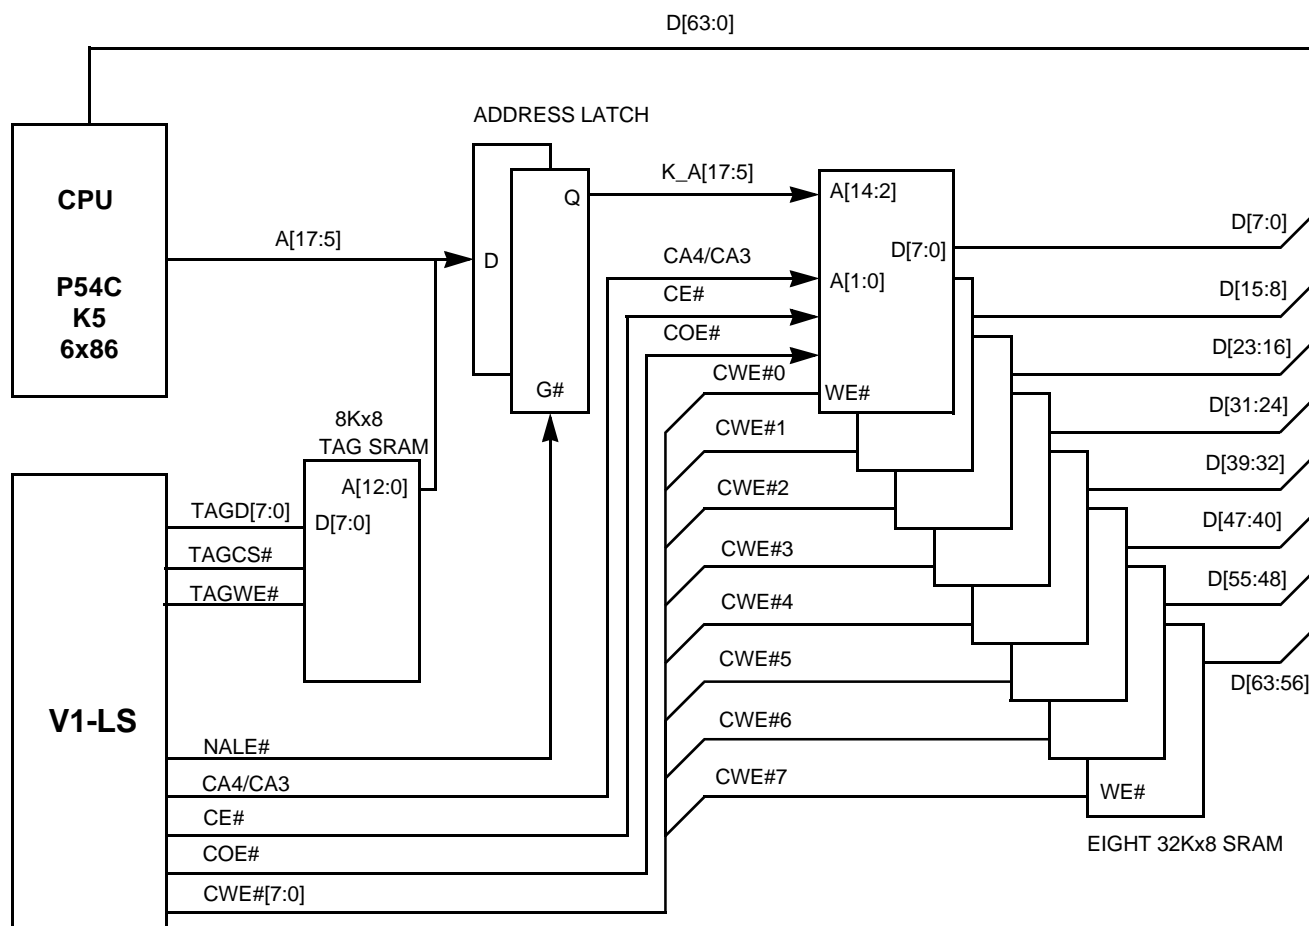 D[63:0]
ADDRESS LATCH
CPU
P54C
K5
6x86
A[17:5]
D
Q
G#
K_A[17:5]
CA4/CA3
CE#
COE#
CWE#0
CWE#1
CWE#2
CWE#3
CWE#4
CWE#5
CWE#6
CWE#7
A[14:2]
D[7:0]
A[1:0]
WE#
WE#
EIGHT 32Kx8 SRAM
D[7:0]
D[15:8]
D[23:16]
D[31:24]
D[39:32]
D[47:40]
D[55:48]
D[63:56]
8Kx8
TAG SRAM
A[12:0]
D[7:0]
V1-LS
TAGD[7:0]
TAGCS#
TAGWE#
NALE#
CA4/CA3
CE#
COE#
CWE#[7:0]